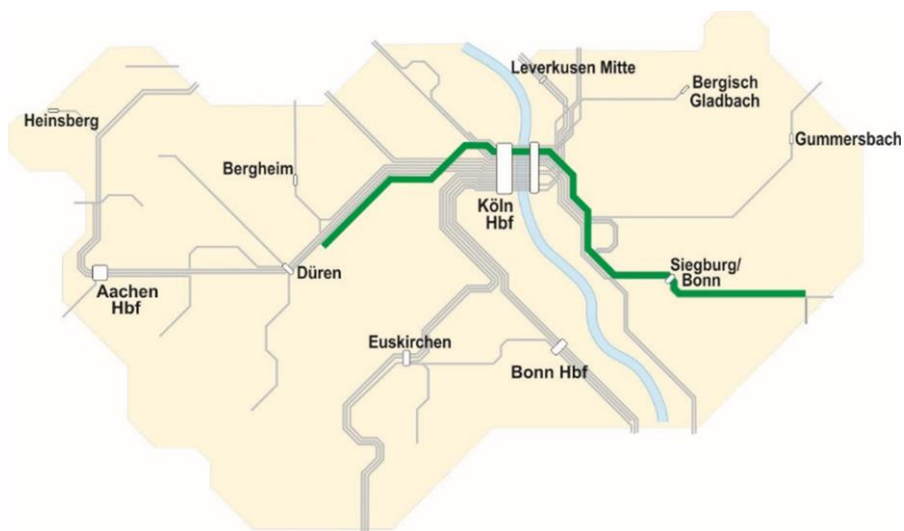 Leverkusen Mitte
Bergisch
Gladbach
Heinsberg
Gummersbach
Bergheim
Köln
Hbf
Siegburg/
Bonn
Düren
Aachen
Hbf
Euskirchen
Bonn Hbf